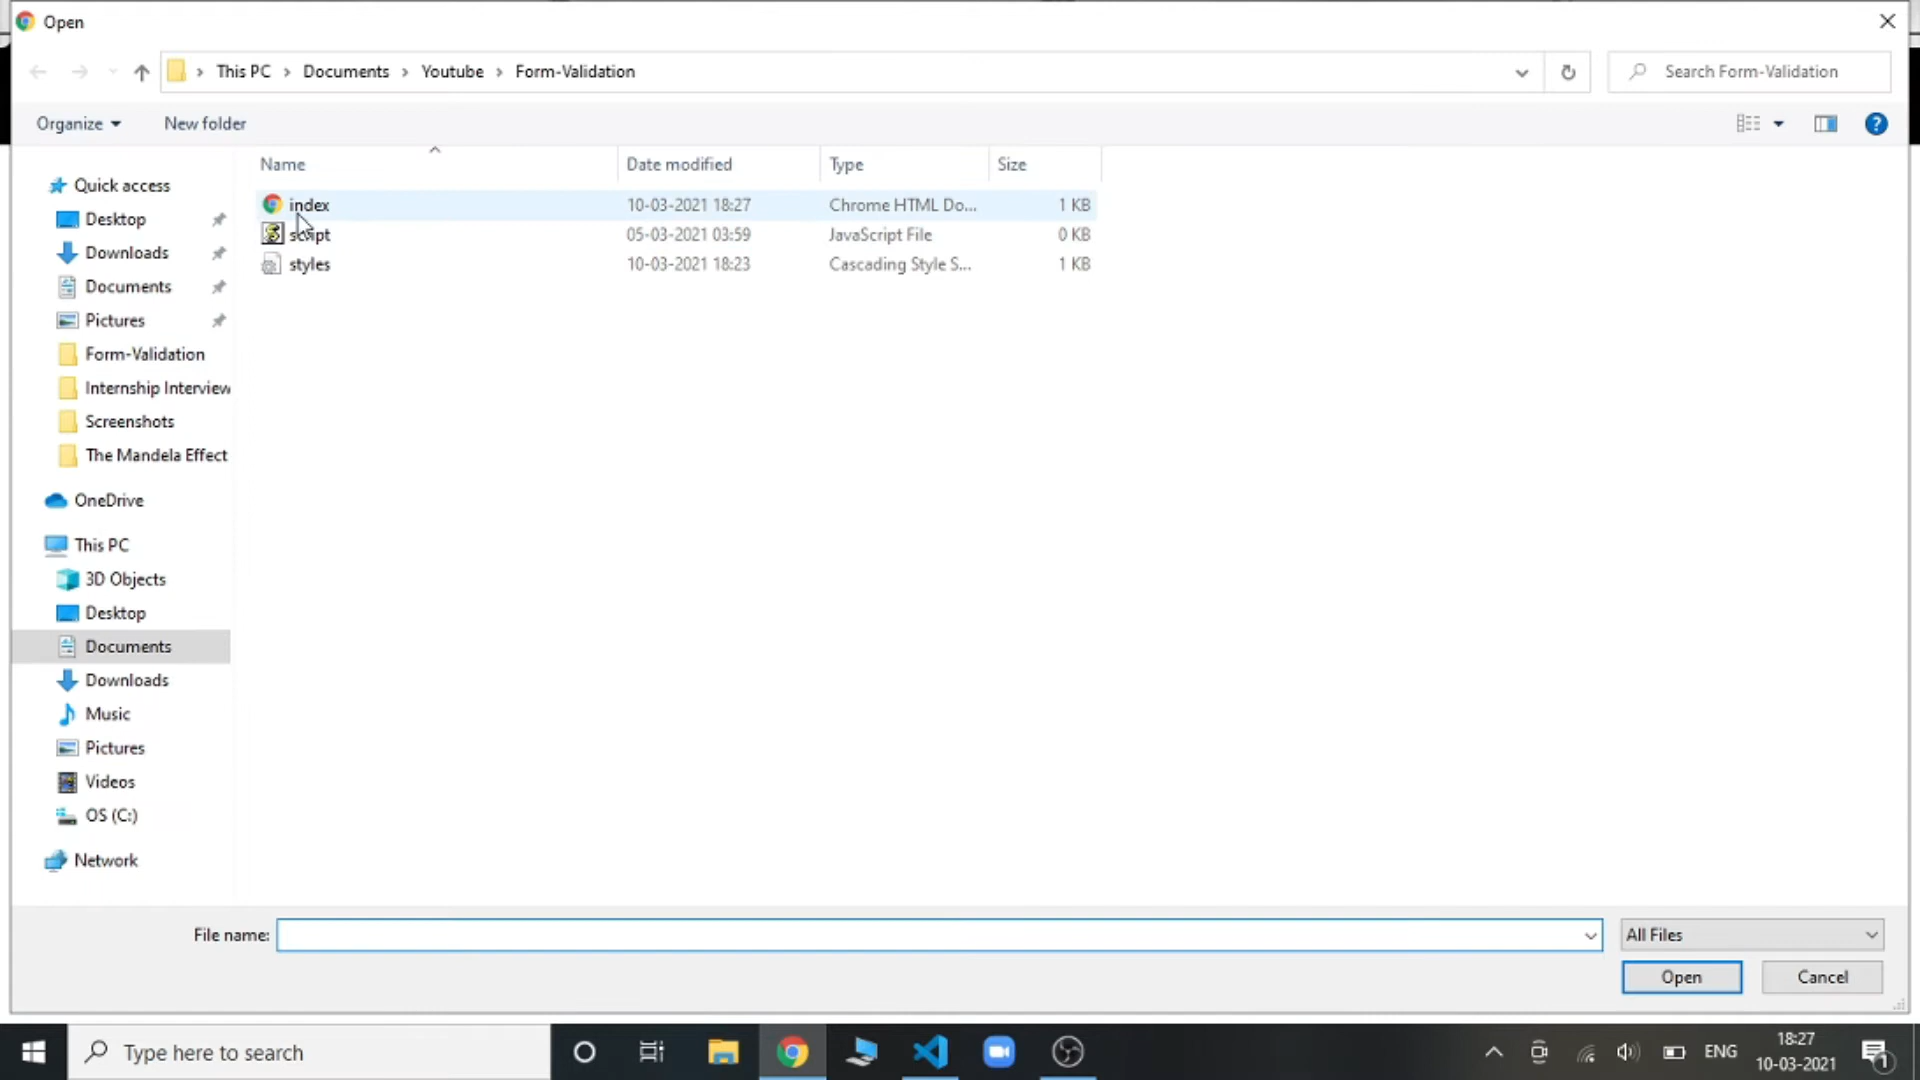 Open
This PC > Documents > Youtube > Form-Validation
Search Form-Validation
Organize
New folder
Name
Date modified
Type
Size
Quick access
Desktop
Downloads
Documents
Pictures
Form-Validation
Internship Interview
Screenshots
The Mandela Effect
OneDrive
This PC
3D Objects
Desktop
Documents
Downloads
Music
Pictures
Videos
OS (C:)
Network
index 10-03-2021 18:27 Chrome HTML Do... 1 KB
script 05-03-2021 03:59 JavaScript File 0 KB
styles 10-03-2021 18:23 Cascading Style S... 1 KB
File name:
All Files
Open
Cancel
Type here to search
ENG
18:27
10-03-2021
1